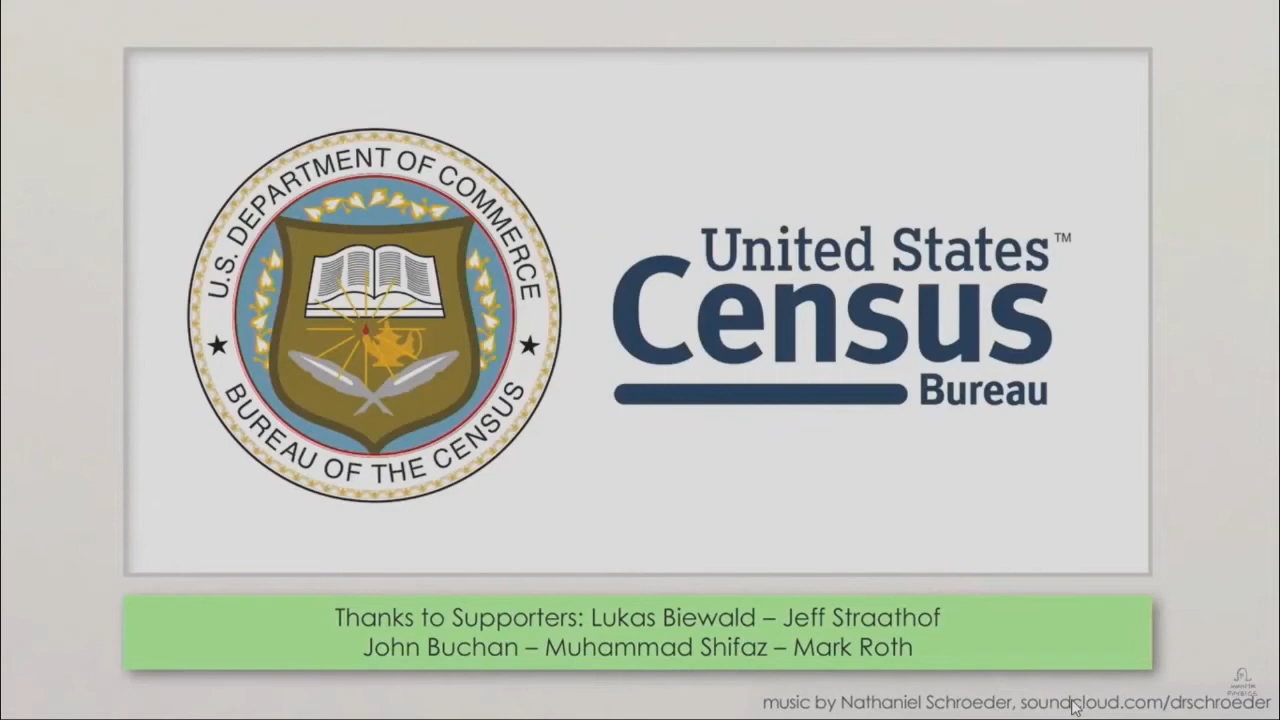 U.S. DEPARTMENT OF COMMERCE
BUREAU OF THE CENSUS
United States™
Census
Bureau
Thanks to Supporters: Lukas Biewald – Jeff Straathof
John Buchan – Muhammad Shifaz – Mark Roth
music by Nathaniel Schroeder, soundcloud.com/drschroeder